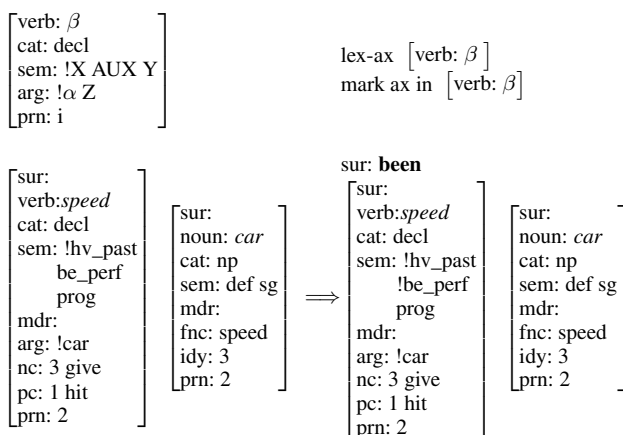 verb: β
cat: decl
sem: !X AUX Y
arg: !α Z
prn: i
lex-ax [verb: β ]
mark ax in [verb: β]
sur:
verb:speed
cat: decl
sem: !hv_past
be_perf
prog
mdr:
arg: !car
nc: 3 give
pc: 1 hit
prn: 2
sur:
noun: car
cat: np
sem: def sg
mdr:
fnc: speed
idy: 3
prn: 2
⟹
sur: been
sur:
verb:speed
cat: decl
sem: !hv_past
!be_perf
prog
mdr:
arg: !car
nc: 3 give
pc: 1 hit
prn: 2
sur:
noun: car
cat: np
sem: def sg
mdr:
fnc: speed
idy: 3
prn: 2